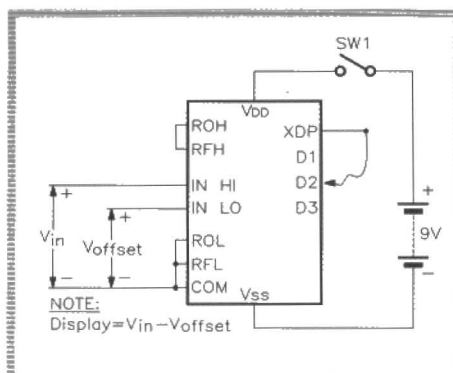 SW1
VDD
ROH
XDP
RFH
D1
IN HI
D2
+
IN LO
D3
+
+
Vin
Voffset
9V
ROL
RFL
-
-
-
COM
VSS
NOTE:
Display=Vin-Voffset